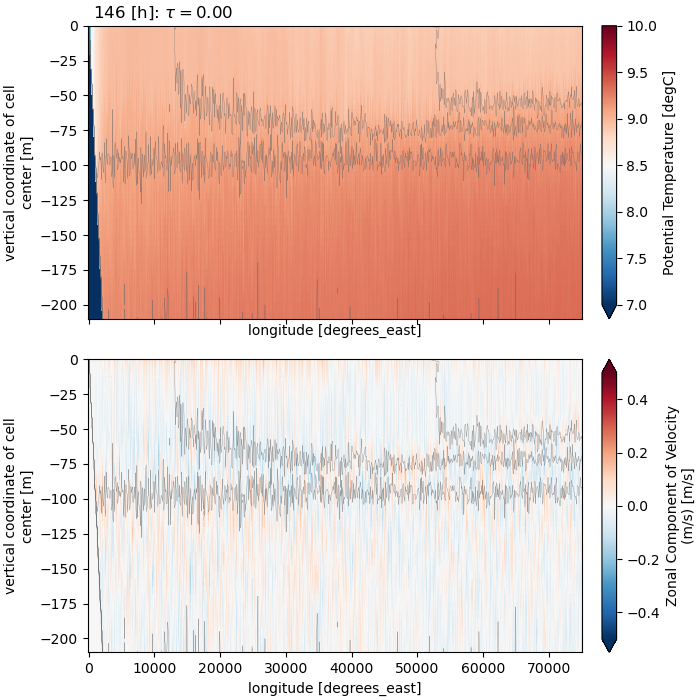 146 [h]: τ = 0.00
0
−25
−50
−75
−100
−125
−150
−175
−200
vertical coordinate of cell
center [m]
longitude [degrees_east]
10.0
9.5
9.0
8.5
8.0
7.5
7.0
Potential Temperature [degC]
0
−25
−50
−75
−100
−125
−150
−175
−200
vertical coordinate of cell
center [m]
0 10000 20000 30000 40000 50000 60000 70000
longitude [degrees_east]
0.4
0.2
0.0
−0.2
−0.4
Zonal Component of Velocity
(m/s) [m/s]